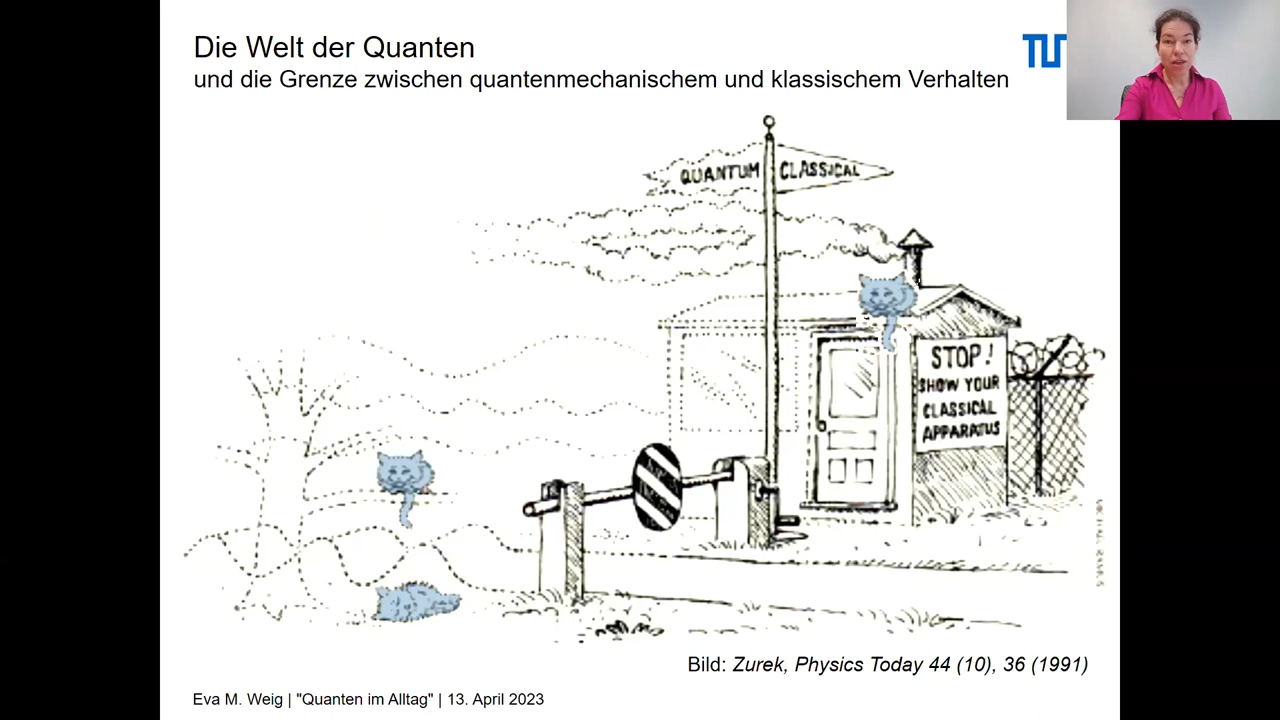 Die Welt der Quanten
und die Grenze zwischen quantenmechanischem und klassischem Verhalten
QUANTUM CLASSICAL
STOP!
SHOW YOUR
CLASSICAL
APPARATUS
Bild: Zurek, Physics Today 44 (10), 36 (1991)
Eva M. Weig | "Quanten im Alltag" | 13. April 2023